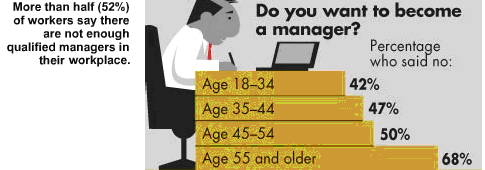 More than half (52%)
of workers say there
are not enough
qualified managers in
their workplace.
Do you want to become
a manager?
Percentage
who said no:
Age 18–34 42%
Age 35–44 47%
Age 45–54 50%
Age 55 and older 68%